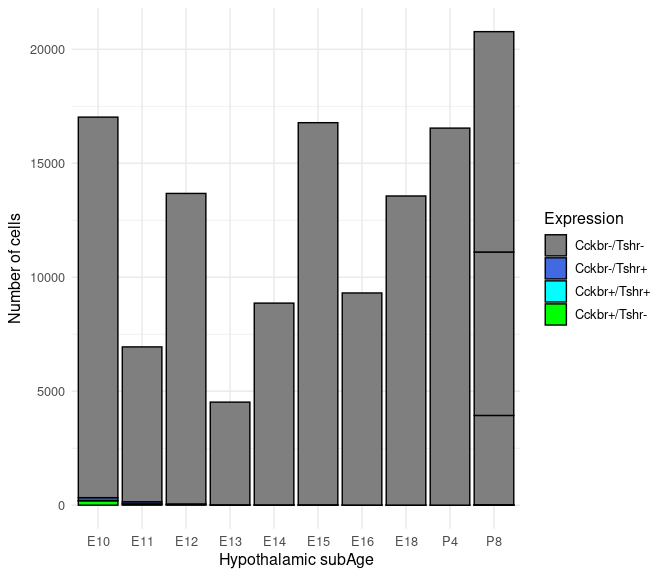 Number of cells
20000
15000
10000
5000
0
E10 E11 E12 E13 E14 E15 E16 E18 P4 P8
Hypothalamic subAge
Expression
Cckbr-/Tshr-
Cckbr-/Tshr+
Cckbr+/Tshr+
Cckbr+/Tshr-